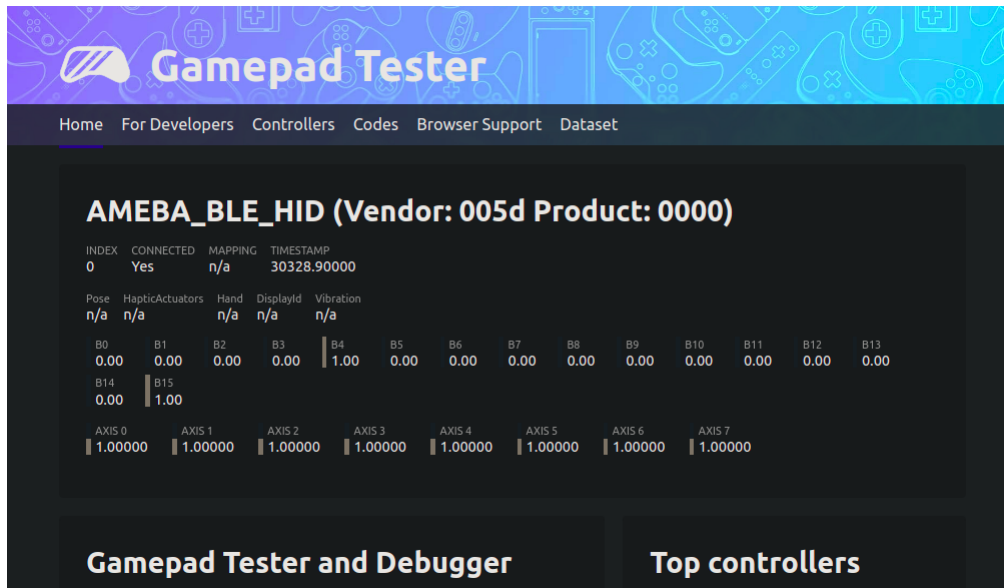 Gamepad Tester
Home For Developers Controllers Codes Browser Support Dataset
AMEBA_BLE_HID (Vendor: 005d Product: 0000)
INDEX CONNECTED MAPPING TIMESTAMP
0 Yes n/a 30328.90000
Pose HapticActuators Hand DisplayId Vibration
n/a n/a n/a n/a n/a
B0 B1 B2 B3 B4 B5 B6 B7 B8 B9 B10 B11 B12 B13
0.00 0.00 0.00 0.00 1.00 0.00 0.00 0.00 0.00 0.00 0.00 0.00 0.00 0.00
B14 B15
0.00 1.00
AXIS 0 AXIS 1 AXIS 2 AXIS 3 AXIS 4 AXIS 5 AXIS 6 AXIS 7
1.00000 1.00000 1.00000 1.00000 1.00000 1.00000 1.00000 1.00000
Gamepad Tester and Debugger
Top controllers